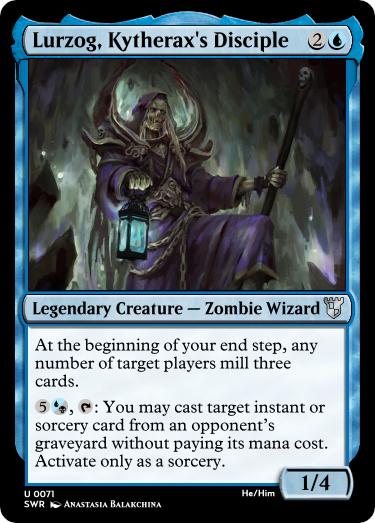 Lurzog, Kytherax's Disciple 2
Legendary Creature — Zombie Wizard
At the beginning of your end step, any
number of target players mill three
cards.
5 , : You may cast target instant or
sorcery card from an opponent's
graveyard without paying its mana cost.
Activate only as a sorcery.
1/4
U 0071
He/Him
SWR Anastasia Balakchina